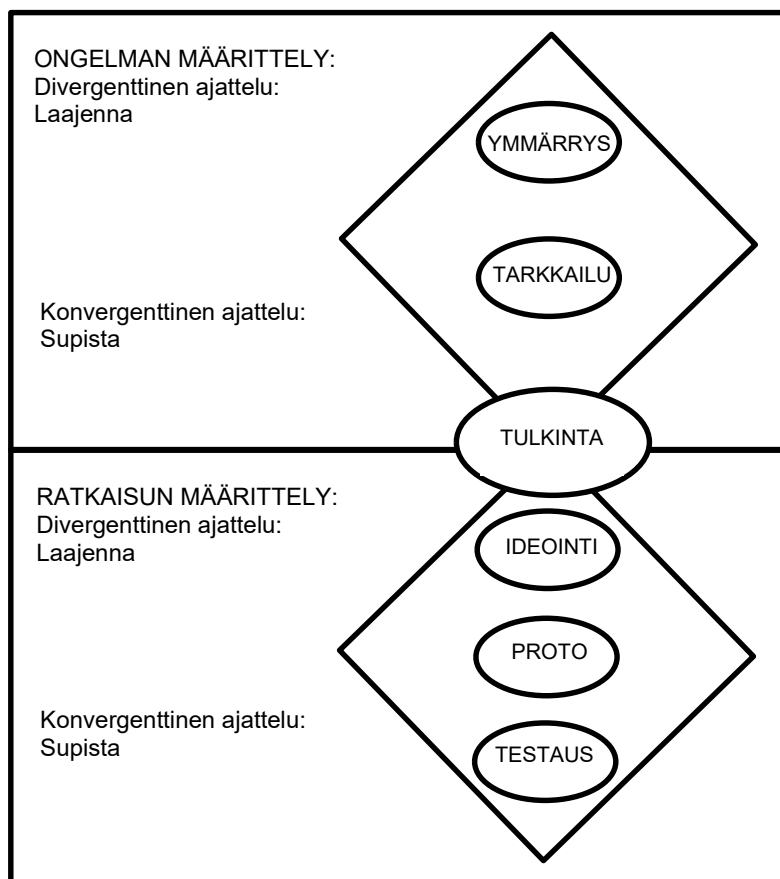 ONGELMAN MÄÄRITTELY:
Divergenttinen ajattelu:
Laajenna
YMMÄRRYS
TARKKAILU
Konvergenttinen ajattelu:
Supista
TULKINTA
RATKAISUN MÄÄRITTELY:
Divergenttinen ajattelu:
Laajenna
IDEOINTI
PROTO
Konvergenttinen ajattelu:
Supista
TESTAUS